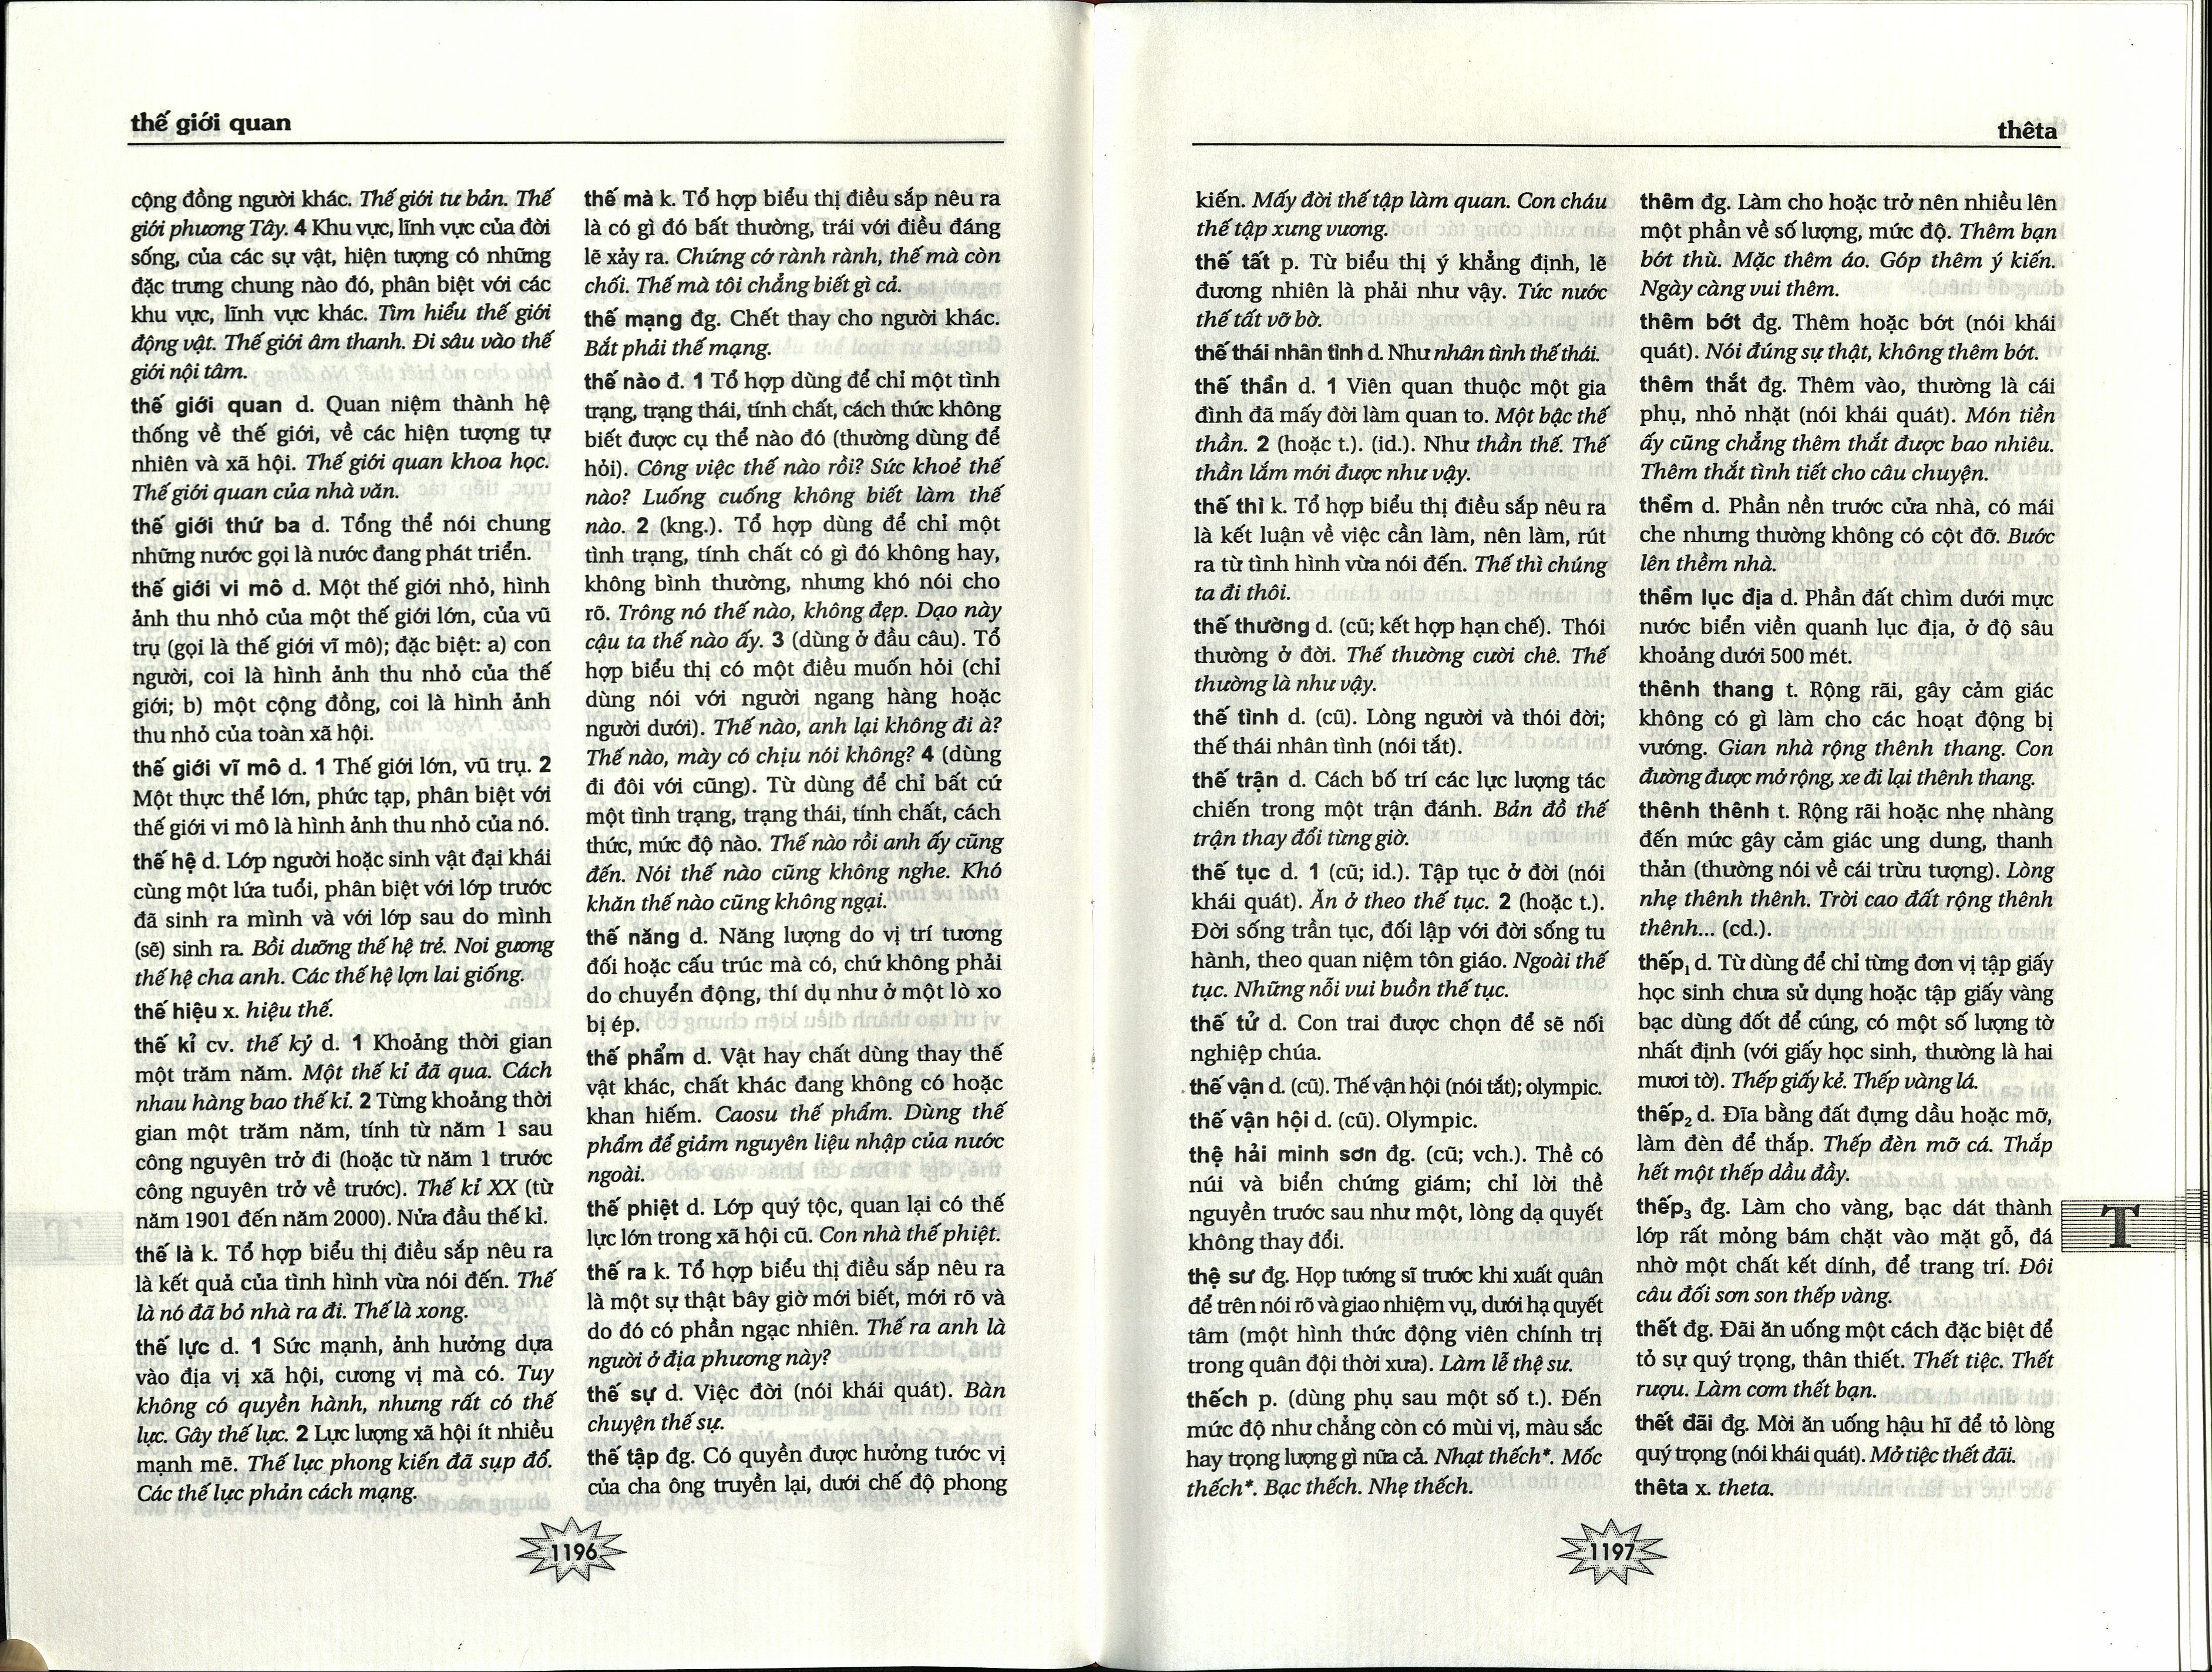 thế giới quan
cộng đồng người khác. Thế giới tư bản. Thế
giới phương Tây. 4 Khu vực, lĩnh vực của đời
sống, của các sự vật, hiện tượng có những
đặc trưng chung nào đó, phân biệt với các
khu vực, lĩnh vực khác. Tìm hiểu thế giới
động vật. Thế giới âm thanh. Đi sâu vào thế
giới nội tâm.
thế giới quan d. Quan niệm thành hệ
thống về thế giới, về các hiện tượng tự
nhiên và xã hội. Thế giới quan khoa học.
Thế giới quan của nhà văn.
thế giới thứ ba d. Tổng thể nói chung
những nước gọi là nước đang phát triển.
thế giới vi mô d. Một thế giới nhỏ, hình
ảnh thu nhỏ của một thế giới lớn, của vũ
trụ (gọi là thế giới vĩ mô); đặc biệt: a) con
người, coi là hình ảnh thu nhỏ của thế
giới; b) một cộng đồng, coi là hình ảnh
thu nhỏ của toàn xã hội.
thế giới vĩ mô d. 1 Thế giới lớn, vũ trụ. 2
Một thực thể lớn, phức tạp, phân biệt với
thế giới vi mô là hình ảnh thu nhỏ của nó.
thế hệ d. Lớp người hoặc sinh vật đại khái
cùng một lứa tuổi, phân biệt với lớp trước
đã sinh ra mình và với lớp sau do mình
(sẽ) sinh ra. Bồi dưỡng thế hệ trẻ. Noi gương
thế hệ cha anh. Các thế hệ lợn lai giống.
thế hiệu x. hiệu thế.
thế kỉ cv. thế kỷ d. 1 Khoảng thời gian
một trăm năm. Một thế kỉ đã qua. Cách
nhau hàng bao thế kỉ. 2 Từng khoảng thời
gian một trăm năm, tính từ năm 1 sau
công nguyên trở đi (hoặc từ năm 1 trước
công nguyên trở về trước). Thế kỉ XX (từ
năm 1901 đến năm 2000). Nửa đầu thế kỉ.
thế là k. Tổ hợp biểu thị điều sắp nêu ra
là kết quả của tình hình vừa nói đến. Thế
là nó đã bỏ nhà ra đi. Thế là xong.
thế lực d. 1 Sức mạnh, ảnh hưởng dựa
vào địa vị xã hội, cương vị mà có. Tuy
không có quyền hành, nhưng rất có thế
lực. Gây thế lực. 2 Lực lượng xã hội ít nhiều
mạnh mẽ. Thế lực phong kiến đã sụp đổ.
Các thế lực phản cách mạng.
thế mà k. Tổ hợp biểu thị điều sắp nêu ra
là có gì đó bất thường, trái với điều đáng
lẽ xảy ra. Chứng cớ rành rành, thế mà còn
chối. Thế mà tôi chẳng biết gì cả.
thế mạng đg. Chết thay cho người khác.
Bắt phải thế mạng.
thế nào đ. 1 Tổ hợp dùng để chỉ một tình
trạng, trạng thái, tính chất, cách thức không
biết được cụ thể nào đó (thường dùng để
hỏi). Công việc thế nào rồi? Sức khoẻ thế
nào? Luống cuống không biết làm thế
nào. 2 (kng.). Tổ hợp dùng để chỉ một
tình trạng, tính chất có gì đó không hay,
không bình thường, nhưng khó nói cho
rõ. Trông nó thế nào, không đẹp. Dạo này
cậu ta thế nào ấy. 3 (dùng ở đầu câu). Tổ
hợp biểu thị có một điều muốn hỏi (chỉ
dùng nói với người ngang hàng hoặc
người dưới). Thế nào, anh lại không đi à?
Thế nào, mày có chịu nói không? 4 (dùng
đi đôi với cũng). Từ dùng để chỉ bất cứ
một tình trạng, trạng thái, tính chất, cách
thức, mức độ nào. Thế nào rồi anh ấy cũng
đến. Nói thế nào cũng không nghe. Khó
khăn thế nào cũng không ngại.
thế năng d. Năng lượng do vị trí tương
đối hoặc cấu trúc mà có, chứ không phải
do chuyển động, thí dụ như ở một lò xo
bị ép.
thế phẩm d. Vật hay chất dùng thay thế
vật khác, chất khác đang không có hoặc
khan hiếm. Caosu thế phẩm. Dùng thế
phẩm để giảm nguyên liệu nhập của nước
ngoài.
thế phiệt d. Lớp quý tộc, quan lại có thế
lực lớn trong xã hội cũ. Con nhà thế phiệt.
thế ra k. Tổ hợp biểu thị điều sắp nêu ra
là một sự thật bây giờ mới biết, mới rõ và
do đó có phần ngạc nhiên. Thế ra anh là
người ở địa phương này?
thế sự d. Việc đời (nói khái quát). Bàn
chuyện thế sự.
thế tập đg. Có quyền được hưởng tước vị
của cha ông truyền lại, dưới chế độ phong
1196
thêta
kiến. Mấy đời thế tập làm quan. Con cháu
thế tập xưng vương.
thế tất p. Từ biểu thị ý khẳng định, lẽ
đương nhiên là phải như vậy. Tức nước
thế tất vỡ bờ.
thế thái nhân tình d. Như nhân tình thế thái.
thế thần d. 1 Viên quan thuộc một gia
đình đã mấy đời làm quan to. Một bậc thế
thần. 2 (hoặc t.). (id.). Như thần thế. Thế
thần lắm mới được như vậy.
thế thì k. Tổ hợp biểu thị điều sắp nêu ra
là kết luận về việc cần làm, nên làm, rút
ra từ tình hình vừa nói đến. Thế thì chúng
ta đi thôi.
thế thường d. (cũ; kết hợp hạn chế). Thói
thường ở đời. Thế thường cười chê. Thế
thường là như vậy.
thế tình d. (cũ). Lòng người và thói đời;
thế thái nhân tình (nói tắt).
thế trận d. Cách bố trí các lực lượng tác
chiến trong một trận đánh. Bản đồ thế
trận thay đổi từng giờ.
thế tục d. 1 (cũ; id.). Tập tục ở đời (nói
khái quát). Ăn ở theo thế tục. 2 (hoặc t.).
Đời sống trần tục, đối lập với đời sống tu
hành, theo quan niệm tôn giáo. Ngoài thế
tục. Những nỗi vui buồn thế tục.
thế tử d. Con trai được chọn để sẽ nối
nghiệp chúa.
thế vận d. (cũ). Thế vận hội (nói tắt); olympic.
thế vận hội d. (cũ). Olympic.
thệ hải minh sơn đg. (cũ; vch.). Thề có
núi và biển chứng giám; chỉ lời thề
nguyền trước sau như một, lòng dạ quyết
không thay đổi.
thệ sư đg. Họp tướng sĩ trước khi xuất quân
để trên nói rõ và giao nhiệm vụ, dưới hạ quyết
tâm (một hình thức động viên chính trị
trong quân đội thời xưa). Làm lễ thệ sư.
thếch p. (dùng phụ sau một số t.). Đến
mức độ như chẳng còn có mùi vị, màu sắc
hay trọng lượng gì nữa cả. Nhạt thếch*. Mốc
thếch*. Bạc thếch. Nhẹ thếch.
thêm đg. Làm cho hoặc trở nên nhiều lên
một phần về số lượng, mức độ. Thêm bạn
bớt thù. Mặc thêm áo. Góp thêm ý kiến.
Ngày càng vui thêm.
thêm bớt đg. Thêm hoặc bớt (nói khái
quát). Nói đúng sự thật, không thêm bớt.
thêm thắt đg. Thêm vào, thường là cái
phụ, nhỏ nhặt (nói khái quát). Món tiền
ấy cũng chẳng thêm thắt được bao nhiêu.
Thêm thắt tình tiết cho câu chuyện.
thềm d. Phần nền trước cửa nhà, có mái
che nhưng thường không có cột đỡ. Bước
lên thềm nhà.
thềm lục địa d. Phần đất chìm dưới mực
nước biển viền quanh lục địa, ở độ sâu
khoảng dưới 500 mét.
thênh thang t. Rộng rãi, gây cảm giác
không có gì làm cho các hoạt động bị
vướng. Gian nhà rộng thênh thang. Con
đường được mở rộng, xe đi lại thênh thang.
thênh thênh t. Rộng rãi hoặc nhẹ nhàng
đến mức gây cảm giác ung dung, thanh
thản (thường nói về cái trừu tượng). Lòng
nhẹ thênh thênh. Trời cao đất rộng thênh
thênh... (cd.).
thếp₁ d. Từ dùng để chỉ từng đơn vị tập giấy
học sinh chưa sử dụng hoặc tập giấy vàng
bạc dùng đốt để cúng, có một số lượng tờ
nhất định (với giấy học sinh, thường là hai
mươi tờ). Thếp giấy kẻ. Thếp vàng lá.
thếp₂ d. Đĩa bằng đất đựng dầu hoặc mỡ,
làm đèn để thắp. Thếp đèn mỡ cá. Thắp
hết một thếp dầu đầy.
thếp₃ đg. Làm cho vàng, bạc dát thành
lớp rất mỏng bám chặt vào mặt gỗ, đá
nhờ một chất kết dính, để trang trí. Đôi
câu đối sơn son thếp vàng.
thết đg. Đãi ăn uống một cách đặc biệt để
tỏ sự quý trọng, thân thiết. Thết tiệc. Thết
rượu. Làm cơm thết bạn.
thết đãi đg. Mời ăn uống hậu hĩ để tỏ lòng
quý trọng (nói khái quát). Mở tiệc thết đãi.
thêta x. theta.
T
1197